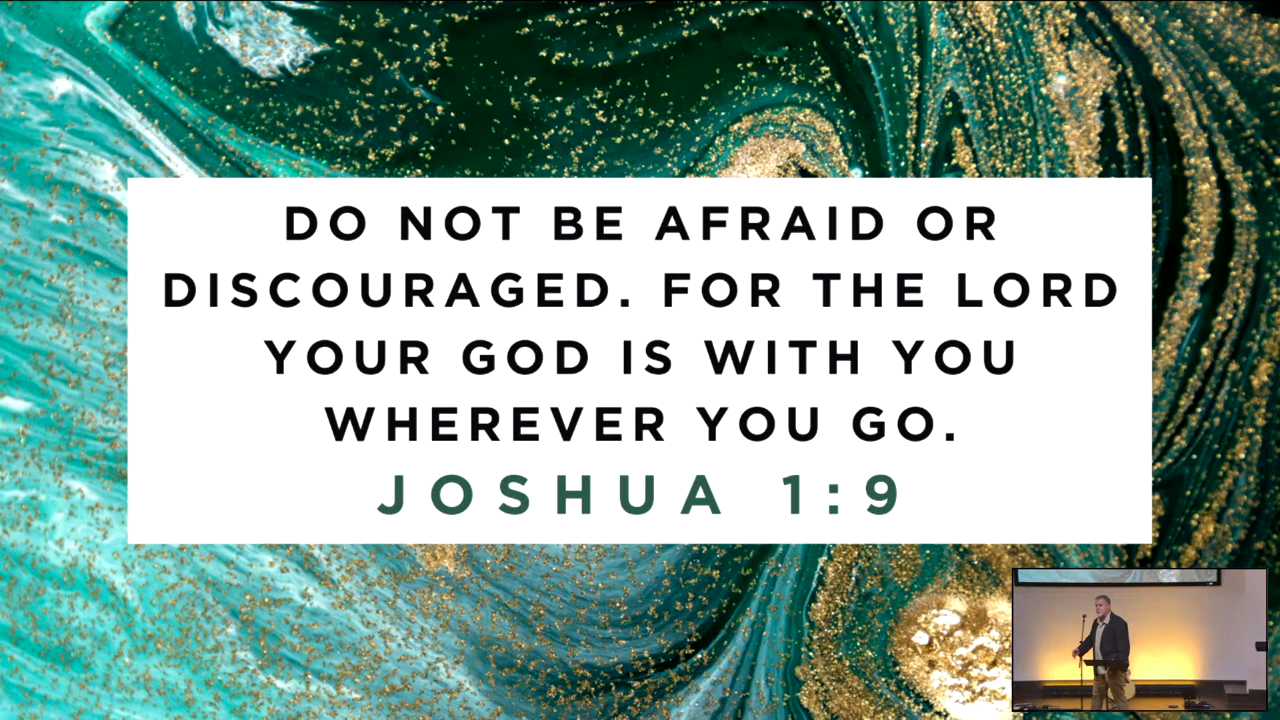 DO NOT BE AFRAID OR
DISCOURAGED. FOR THE LORD
YOUR GOD IS WITH YOU
WHEREVER YOU GO.
JOSHUA 1:9